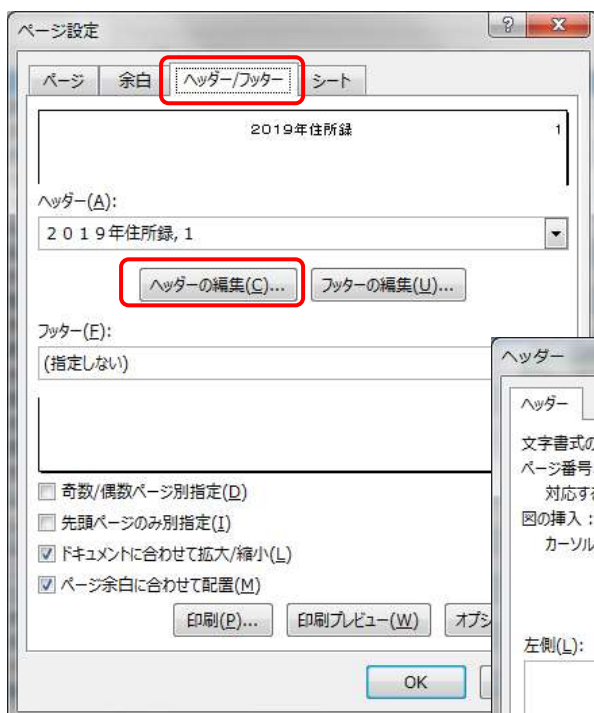 ページ設定
ページ 余白 ヘッダー/フッター シート
2019年住所録 1
ヘッダー(A):
２０１９年住所録, 1
ヘッダーの編集(C)... フッターの編集(U)...
フッター(F):
(指定しない)
奇数/偶数ページ別指定(D)
先頭ページのみ別指定(I)
ドキュメントに合わせて拡大/縮小(L)
ページ余白に合わせて配置(M)
印刷(P)... 印刷プレビュー(W) オプシ
OK
ヘッダー
ヘッダー
文字書式の
ページ番号
対応す
図の挿入：
カーソル
左側(L):